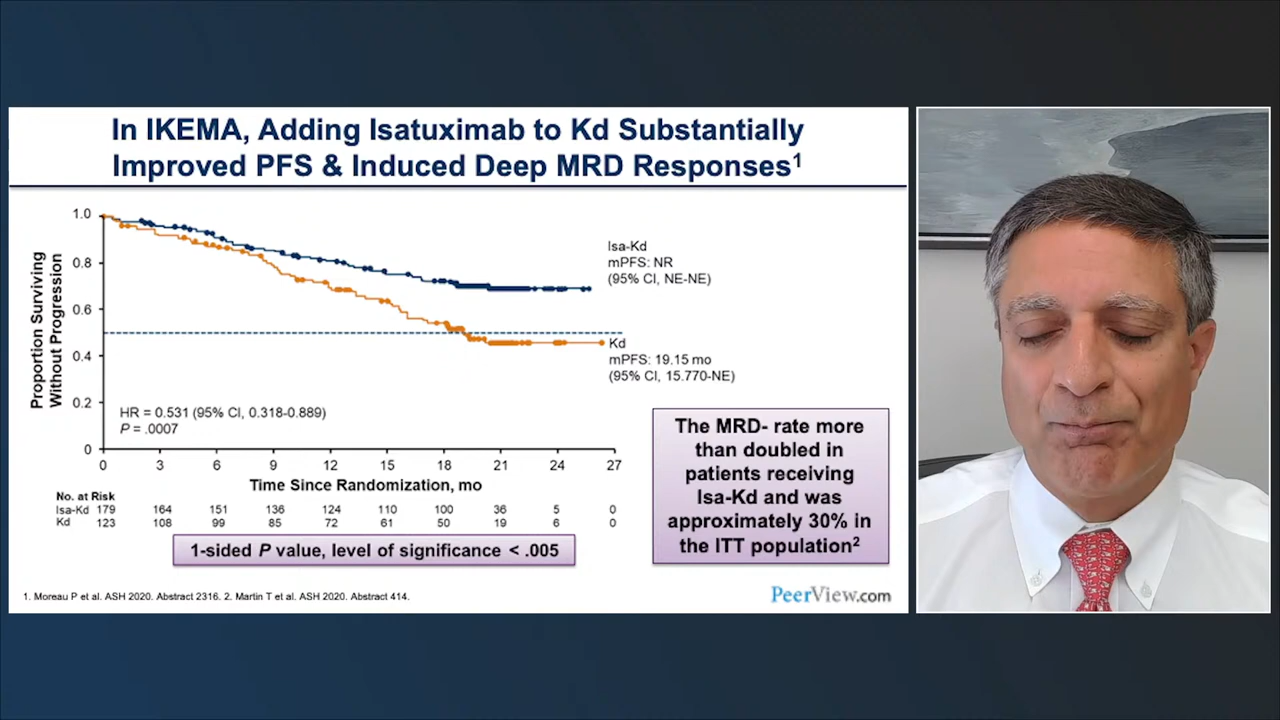 In IKEMA, Adding Isatuximab to Kd Substantially
Improved PFS & Induced Deep MRD Responses1
Proportion Surviving
Without Progression
1.0
0.8
0.6
0.4
0.2
0
0 3 6 9 12 15 18 21 24 27
Time Since Randomization, mo
Isa-Kd
mPFS: NR
(95% CI, NE-NE)
Kd
mPFS: 19.15 mo
(95% CI, 15.770-NE)
HR = 0.531 (95% CI, 0.318-0.889)
P = .0007
No. at Risk
Isa-Kd 179 164 151 136 124 110 100 36 5 0
Kd 123 108 99 85 72 61 50 19 6 0
1-sided P value, level of significance < .005
The MRD- rate more
than doubled in
patients receiving
Isa-Kd and was
approximately 30% in
the ITT population2
1. Moreau P et al. ASH 2020. Abstract 2316. 2. Martin T et al. ASH 2020. Abstract 414.
PeerView.com